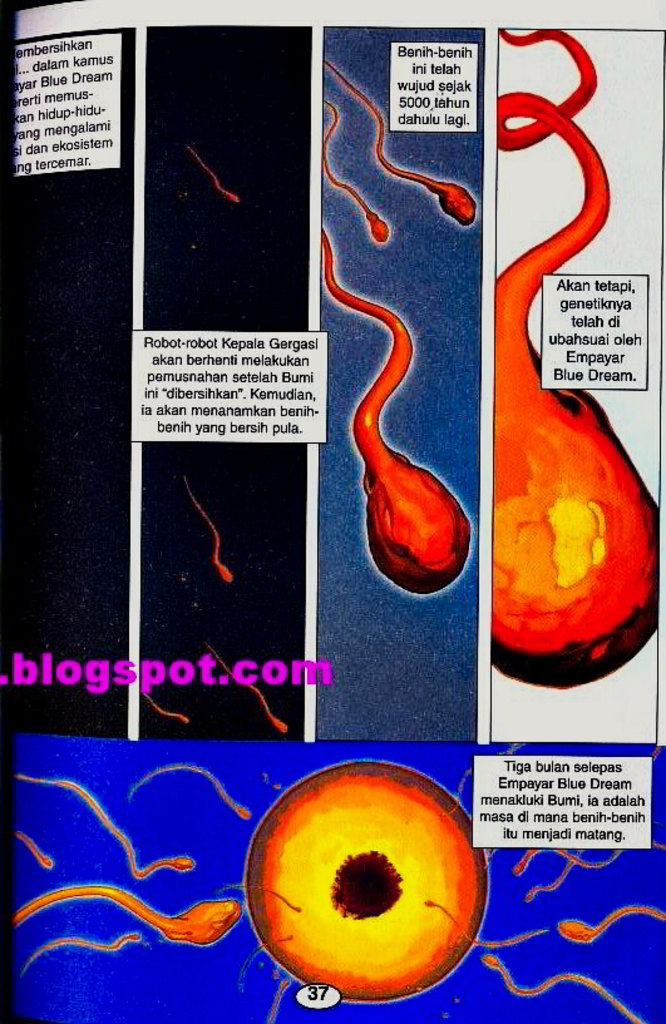 embersihkan
... dalam kamus
ayar Blue Dream
ererti memus-
kan hidup-hidu-
yang mengalami
si dan ekosistem
ng tercemar.
Robot-robot Kepala Gergasi
akan berhenti melakukan
pemusnahan setelah Bumi
ini "dibersihkan". Kemudian,
ia akan menanamkan benih-
benih yang bersih pula.
Benih-benih
ini telah
wujud sejak
5000 tahun
dahulu lagi.
Akan tetapi,
genetiknya
telah di
ubahsuai oleh
Empayar
Blue Dream.
.blogspot.com
Tiga bulan selepas
Empayar Blue Dream
menakluki Bumi, ia adalah
masa di mana benih-benih
itu menjadi matang.
37